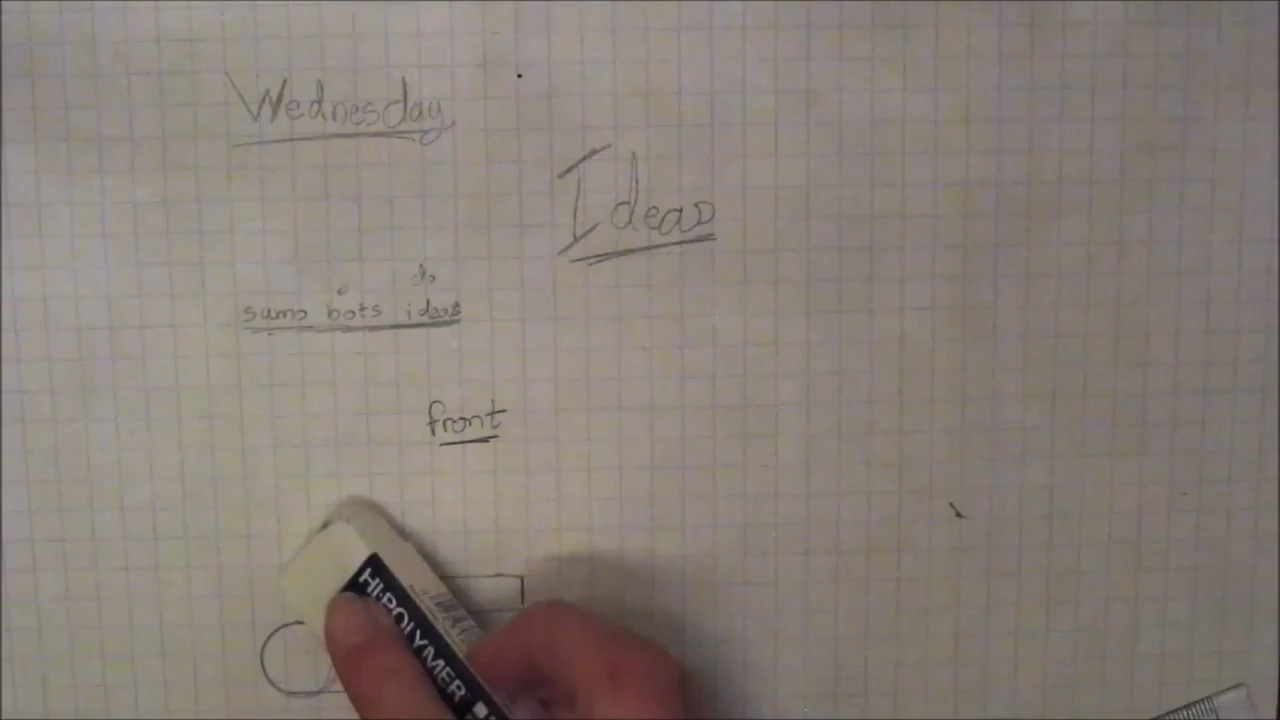 Wednesday
Ideas
sumo bots ideas
front
HI-POLYMER